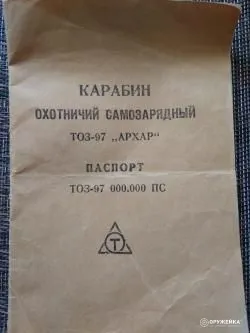 КАРАБИН
ОХОТНИЧИЙ САМОЗАРЯДНЫЙ
ТОЗ-97 „АРХАР"
ПАСПОРТ
ТОЗ-97 000.000 ПС
Т
ОРУЖЕЙКА